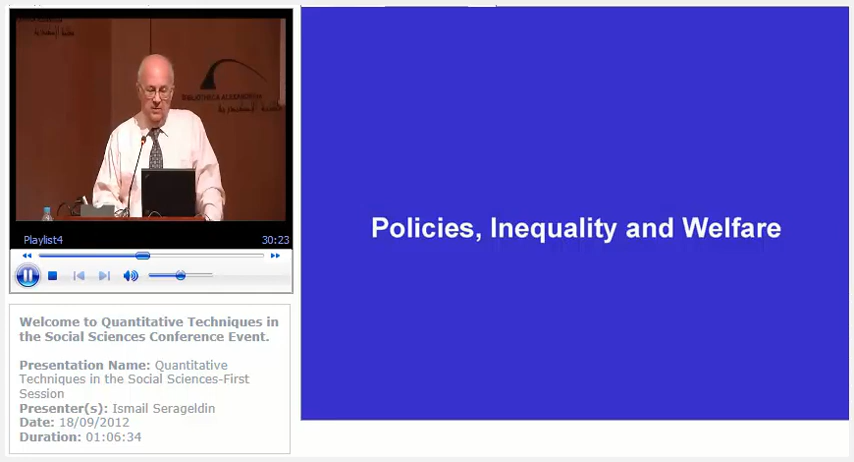 BIBLIOTHECA ALEXANDRINA
Playlist4
30:23
Policies, Inequality and Welfare
Welcome to Quantitative Techniques in
the Social Sciences Conference Event.
Presentation Name: Quantitative
Techniques in the Social Sciences-First
Session
Presenter(s): Ismail Serageldin
Date: 18/09/2012
Duration: 01:06:34